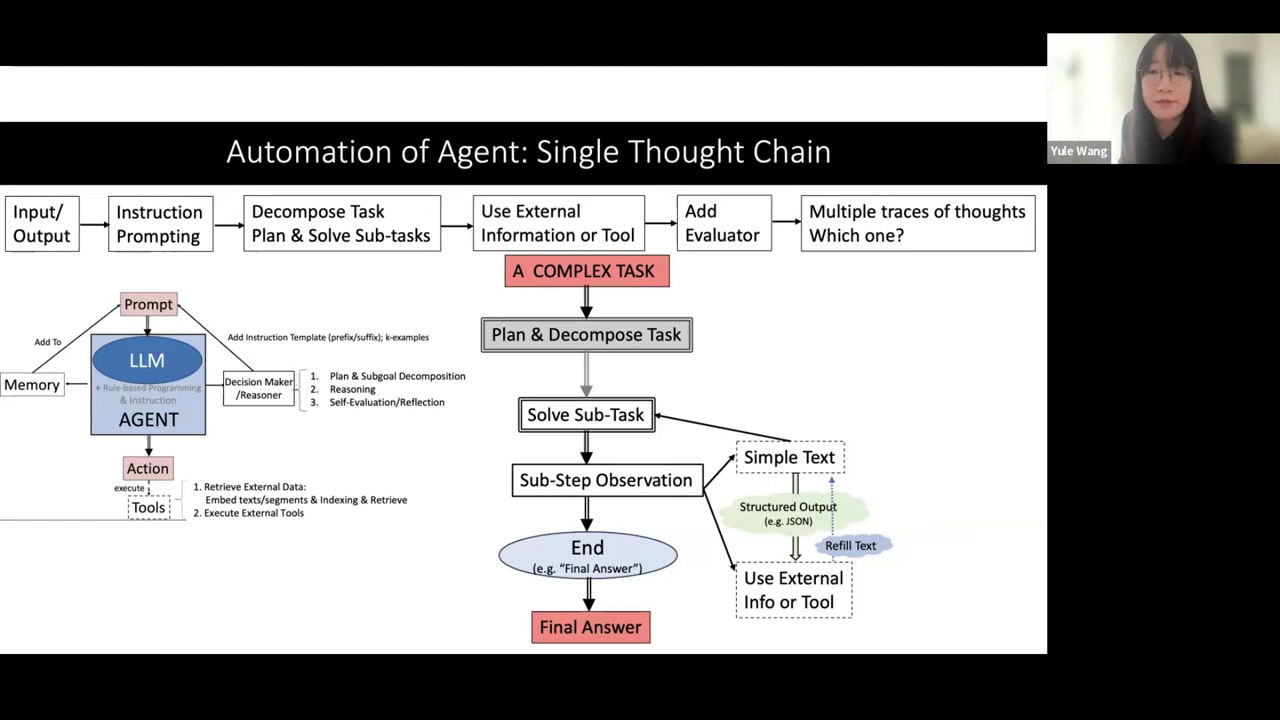 Yule Wang
Automation of Agent: Single Thought Chain
Input/
Output
Instruction
Prompting
Decompose Task
Plan & Solve Sub-tasks
Use External
Information or Tool
Add
Evaluator
Multiple traces of thoughts
Which one?
Prompt
Add To
Add Instruction Template (prefix/suffix); k-examples
LLM
+ Rule-based Programming
& Instruction
AGENT
Memory
Decision Maker
/Reasoner
1. Plan & Subgoal Decomposition
2. Reasoning
3. Self-Evaluation/Reflection
Action
execute
Tools
1. Retrieve External Data:
Embed texts/segments & Indexing & Retrieve
2. Execute External Tools
A COMPLEX TASK
Plan & Decompose Task
Solve Sub-Task
Sub-Step Observation
Simple Text
Structured Output
(e.g. JSON)
Refill Text
Use External
Info or Tool
End
(e.g. “Final Answer”)
Final Answer